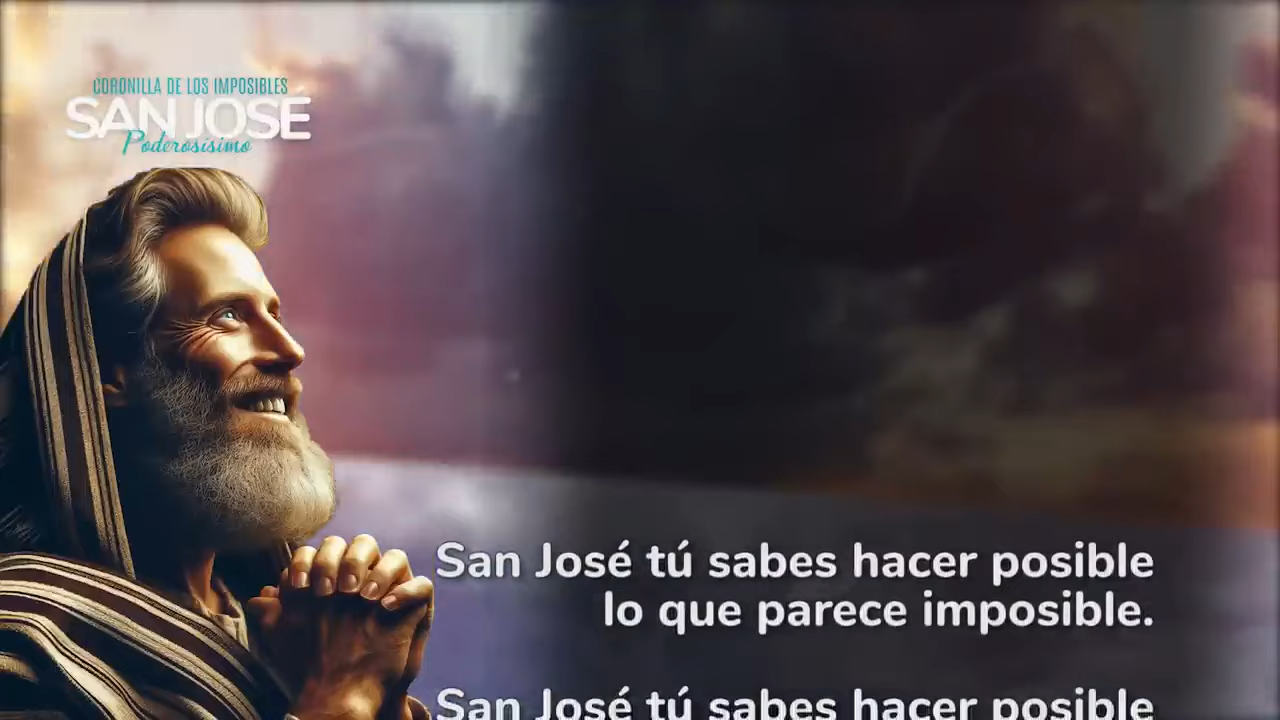 CORONILLA DE LOS IMPOSIBLES
SAN JOSE
Poderosísimo
San José tú sabes hacer posible
lo que parece imposible.
San José tú sabes hacer posible